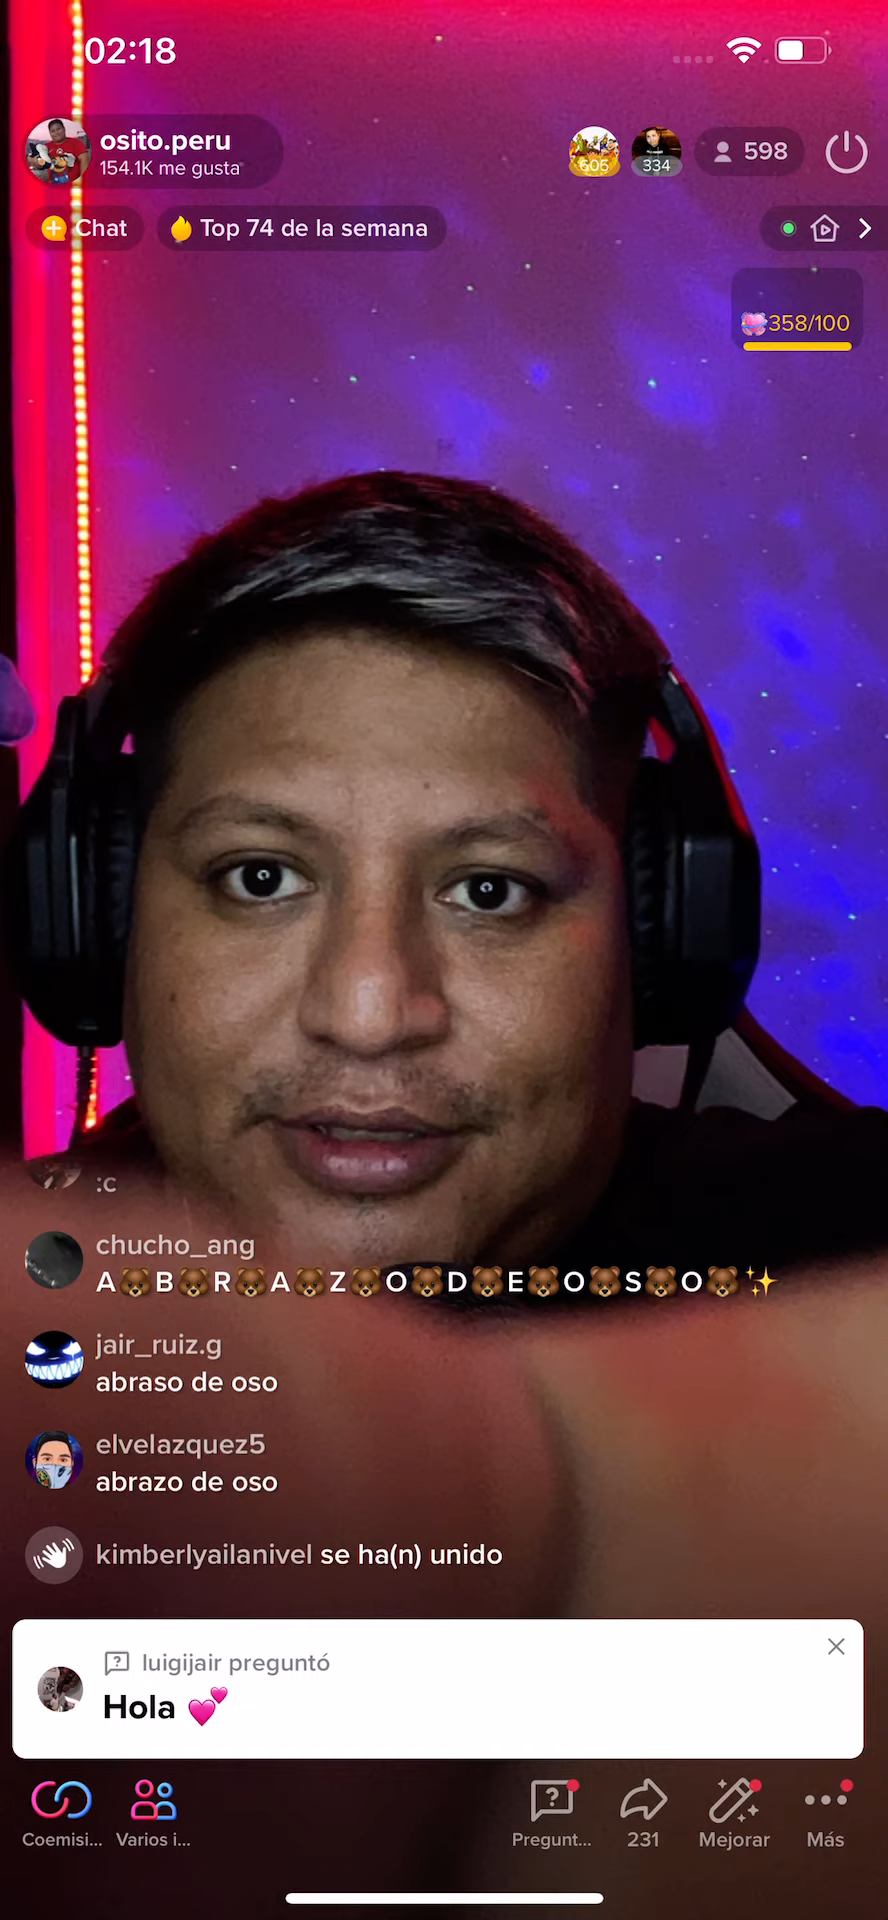 02:18
osito.peru
154.1K me gusta
605
334
598
Chat
Top 74 de la semana
358/100
:c
chucho_ang
A🐻B🐻R🐻A🐻Z🐻O🐻D🐻E🐻O🐻S🐻O🐻✨
jair_ruiz.g
abraso de oso
elvelazquez5
abrazo de oso
kimberlyailanivel se ha(n) unido
luigijair preguntó
Hola 💕
Coemisi...
Varios i...
Pregunt...
231
Mejorar
Más